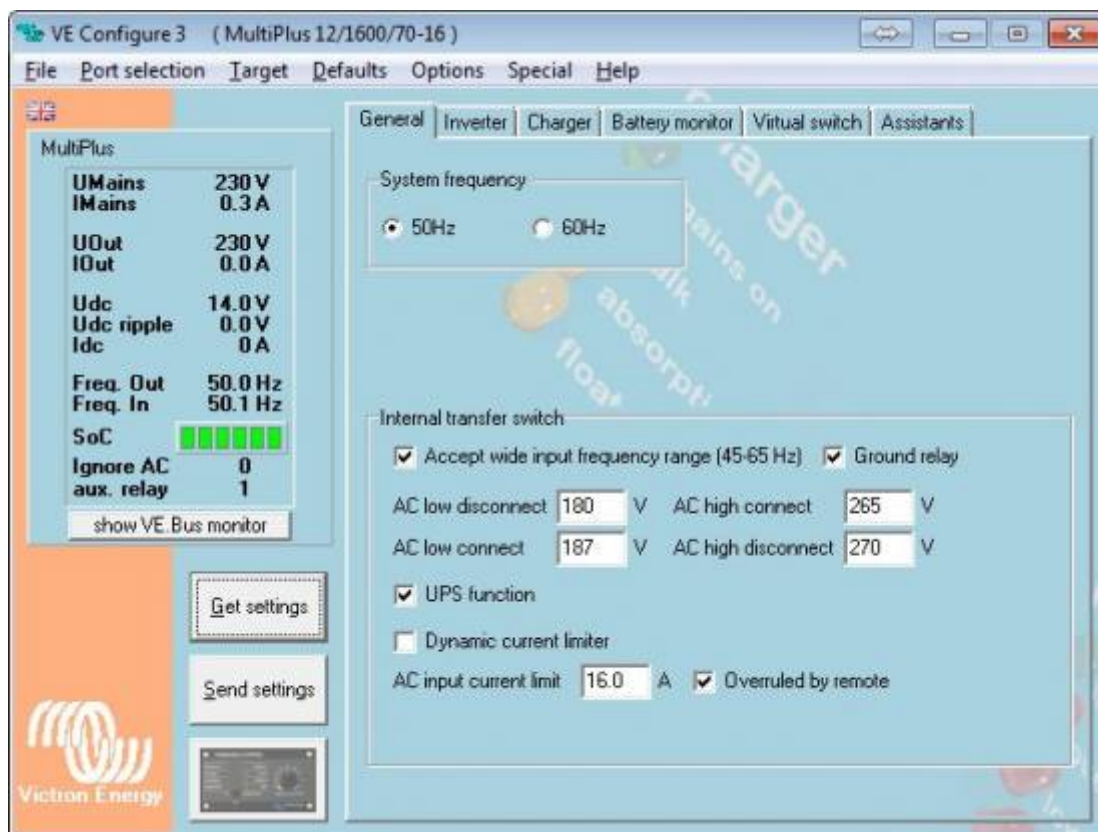 VE Configure 3 ( MultiPlus 12/1600/70-16 )
File Port selection Target Defaults Options Special Help
MultiPlus
UMains 230 V
IMains 0.3 A
UOut 230 V
IOut 0.0 A
Udc 14.0 V
Udc ripple 0.0 V
Idc 0 A
Freq. Out 50.0 Hz
Freq. In 50.1 Hz
SoC
Ignore AC 0
aux. relay 1
show VE.Bus monitor
Get settings
Send settings
Victron Energy
General Inverter Charger Battery monitor Virtual switch Assistants
System frequency
50Hz 60Hz
harger
mains on
bulk
absorpti
float
Internal transfer switch
Accept wide input frequency range (45-65 Hz) Ground relay
AC low disconnect 180 V AC high connect 265 V
AC low connect 187 V AC high disconnect 270 V
UPS function
Dynamic current limiter
AC input current limit 16.0 A Overruled by remote